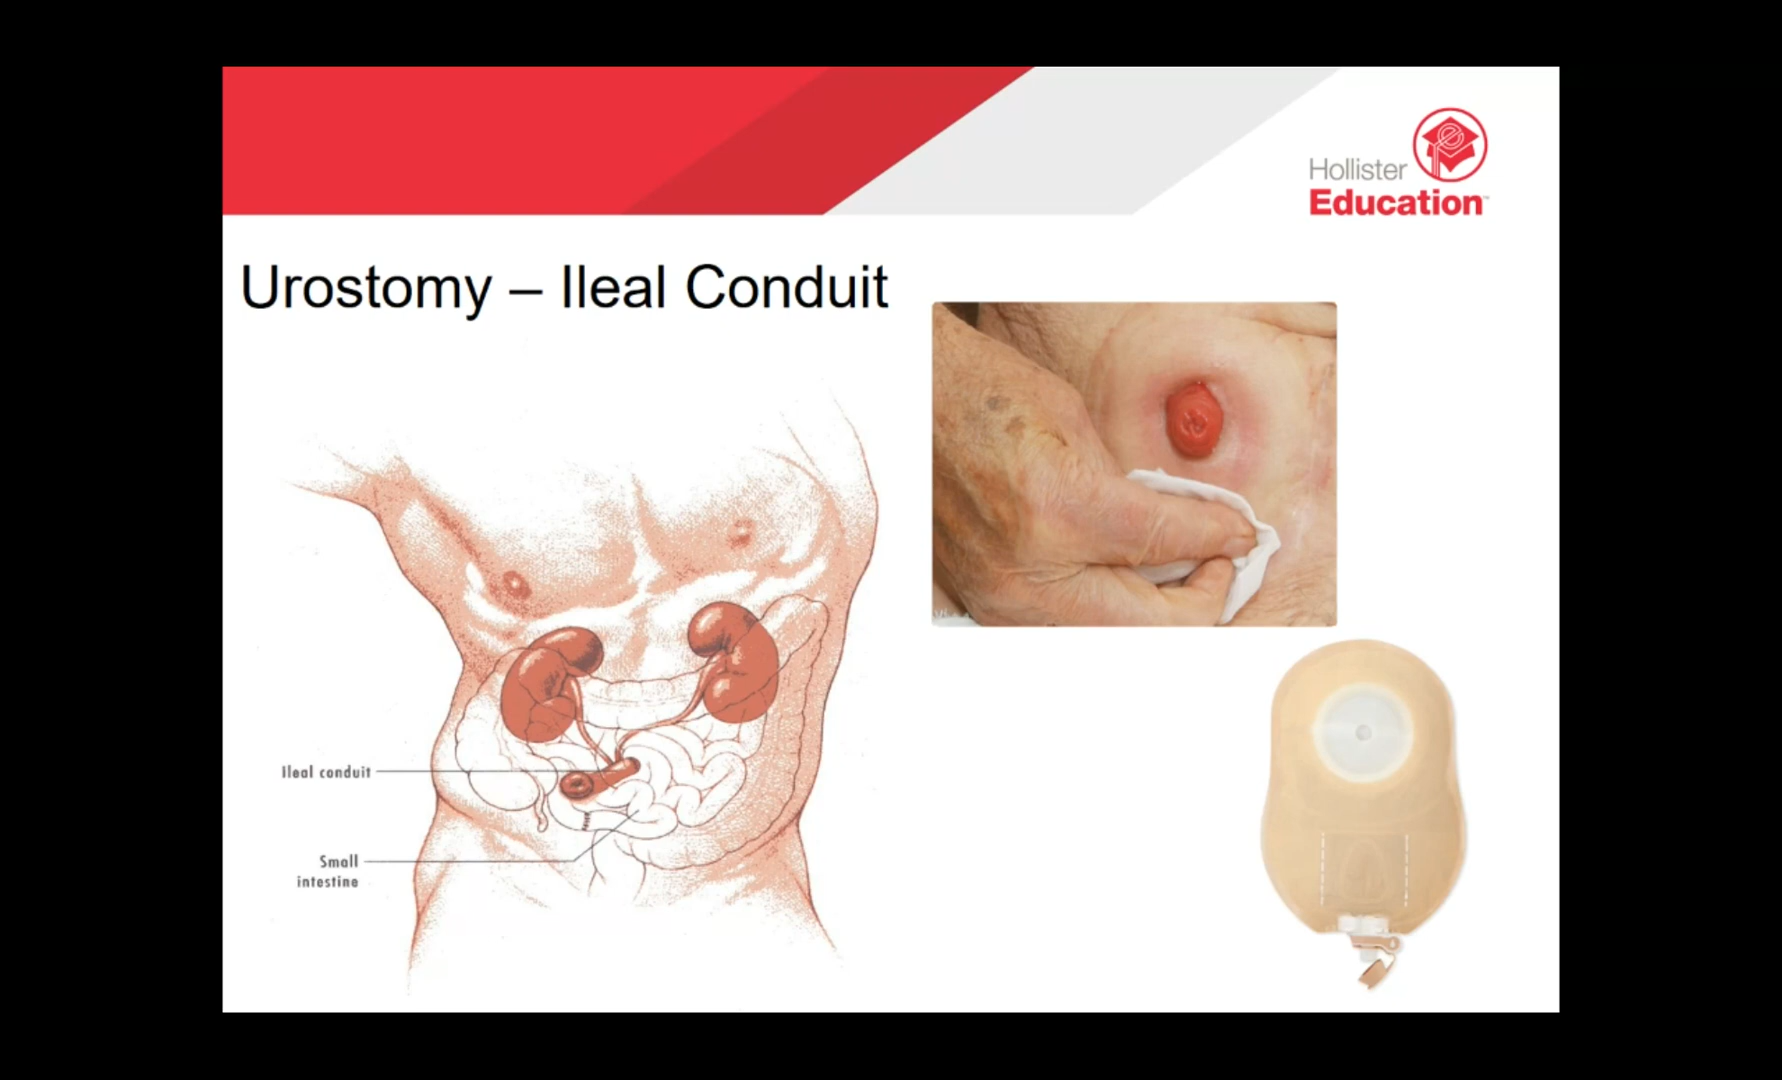 Hollister
Education
Urostomy – Ileal Conduit
Ileal conduit
Small
intestine